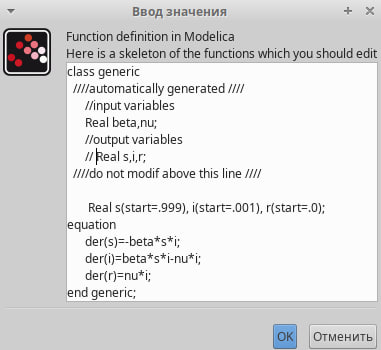 Ввод значения
Function definition in Modelica
Here is a skeleton of the functions which you should edit
class generic
////automatically generated ////
//input variables
Real beta,nu;
//output variables
// Real s,i,r;
////do not modif above this line ////
Real s(start=.999), i(start=.001), r(start=.0);
equation
der(s)=-beta*s*i;
der(i)=beta*s*i-nu*i;
der(r)=nu*i;
end generic;
OK Отменить